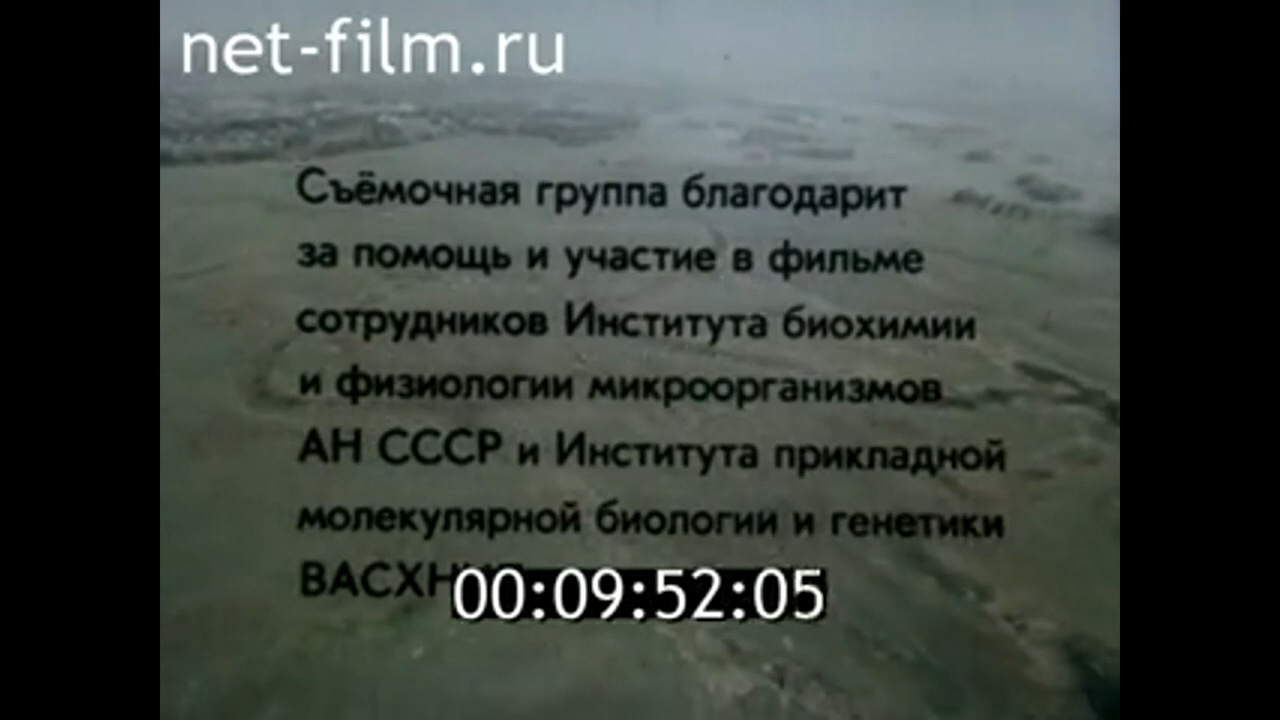 net-film.ru
Съёмочная группа благодарит
за помощь и участие в фильме
сотрудников Института биохимии
и физиологии микроорганизмов
АН СССР и Института прикладной
молекулярной биологии и генетики
00:09:52:05